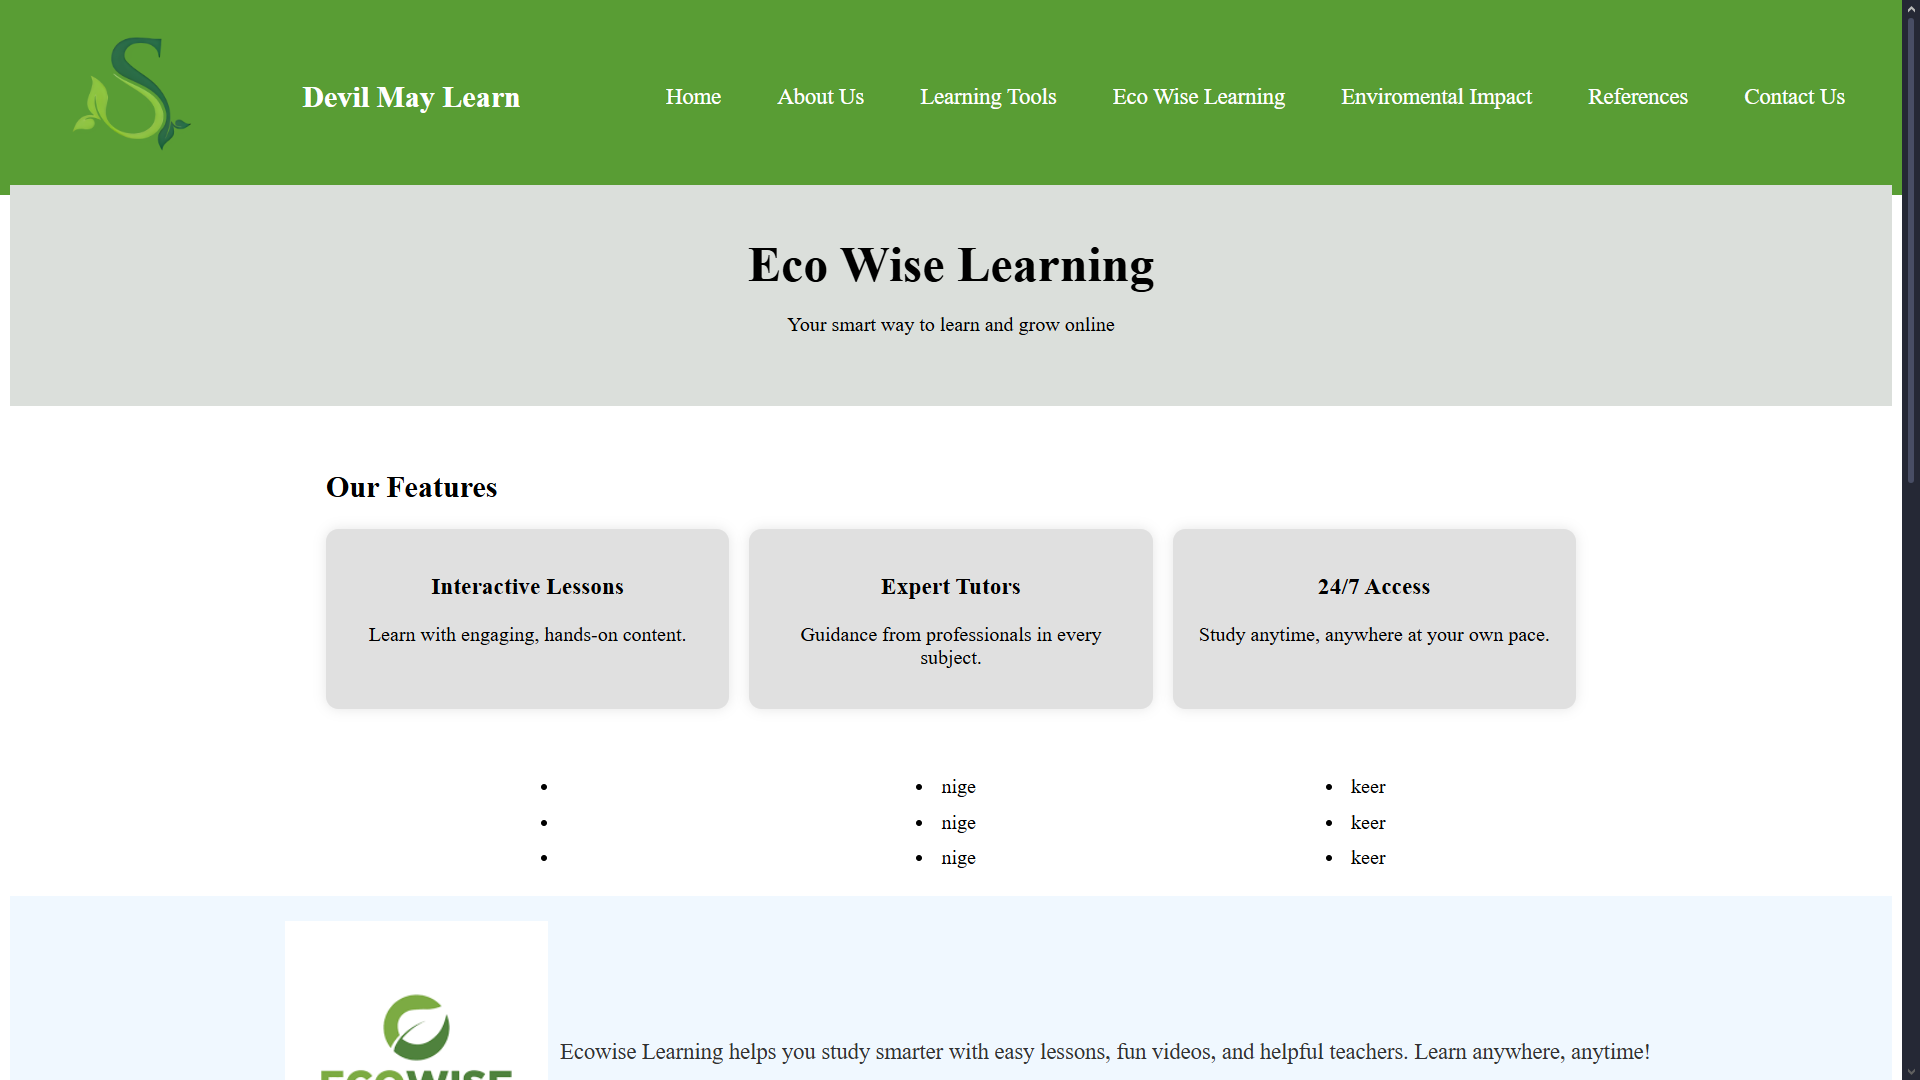 Devil May Learn
Home
About Us
Learning Tools
Eco Wise Learning
Enviromental Impact
References
Contact Us
Eco Wise Learning
Your smart way to learn and grow online
Our Features
Interactive Lessons
Learn with engaging, hands-on content.
Expert Tutors
Guidance from professionals in every
subject.
24/7 Access
Study anytime, anywhere at your own pace.
nige
nige
nige
keer
keer
keer
ECOWISE
Ecowise Learning helps you study smarter with easy lessons, fun videos, and helpful teachers. Learn anywhere, anytime!